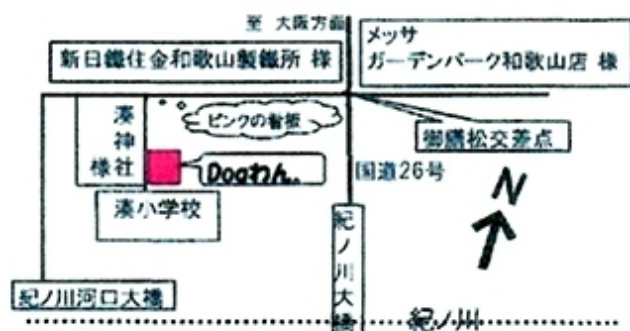 至 大阪方面
新日鐵住金和歌山製鐵所 様
メッサ
ガーデンパーク和歌山店 様
湊神社様
ピンクの看板
御膳松交差点
Dogわん。
国道26号
N
湊小学校
紀ノ川大橋
紀ノ川河口大橋
紀ノ川